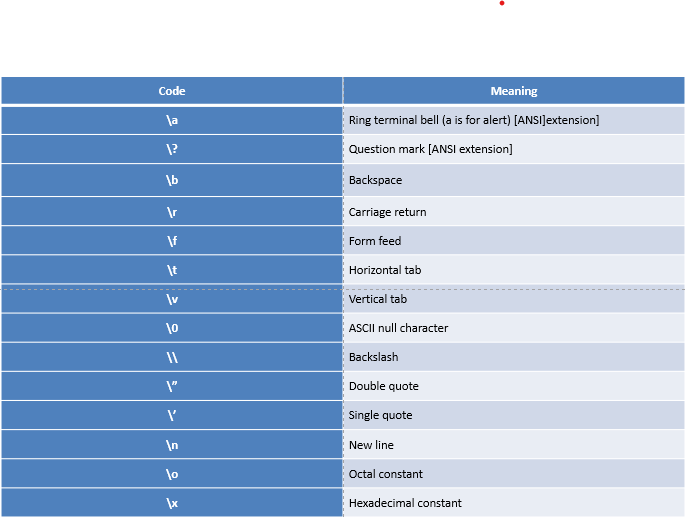 Code Meaning
\a Ring terminal bell (a is for alert) [ANSI]extension]
\? Question mark [ANSI extension]
\b Backspace
\r Carriage return
\f Form feed
\t Horizontal tab
\v Vertical tab
\0 ASCII null character
\\ Backslash
\” Double quote
\’ Single quote
\n New line
\o Octal constant
\x Hexadecimal constant